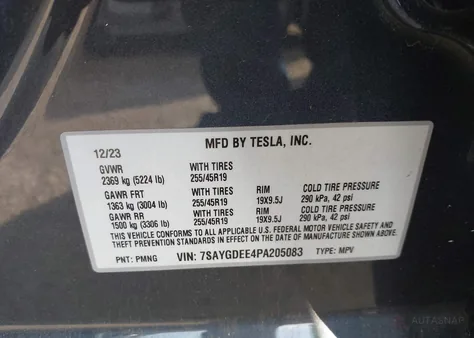 MFD BY TESLA, INC.
12/23
GVWR WITH TIRES
2369 kg (5224 lb) 255/45R19
GAWR FRT WITH TIRES RIM COLD TIRE PRESSURE
1363 kg (3004 lb) 255/45R19 19X9.5J 290 kPa, 42 psi
GAWR RR WITH TIRES RIM COLD TIRE PRESSURE
1500 kg (3306 lb) 255/45R19 19X9.5J 290 kPa, 42 psi
THIS VEHICLE CONFORMS TO ALL APPLICABLE U.S. FEDERAL MOTOR VEHICLE SAFETY AND
THEFT PREVENTION STANDARDS IN EFFECT ON THE DATE OF MANUFACTURE SHOWN ABOVE.
PNT: PMNG VIN: 7SAYGDEE4PA205083 TYPE: MPV
AUTASNAP